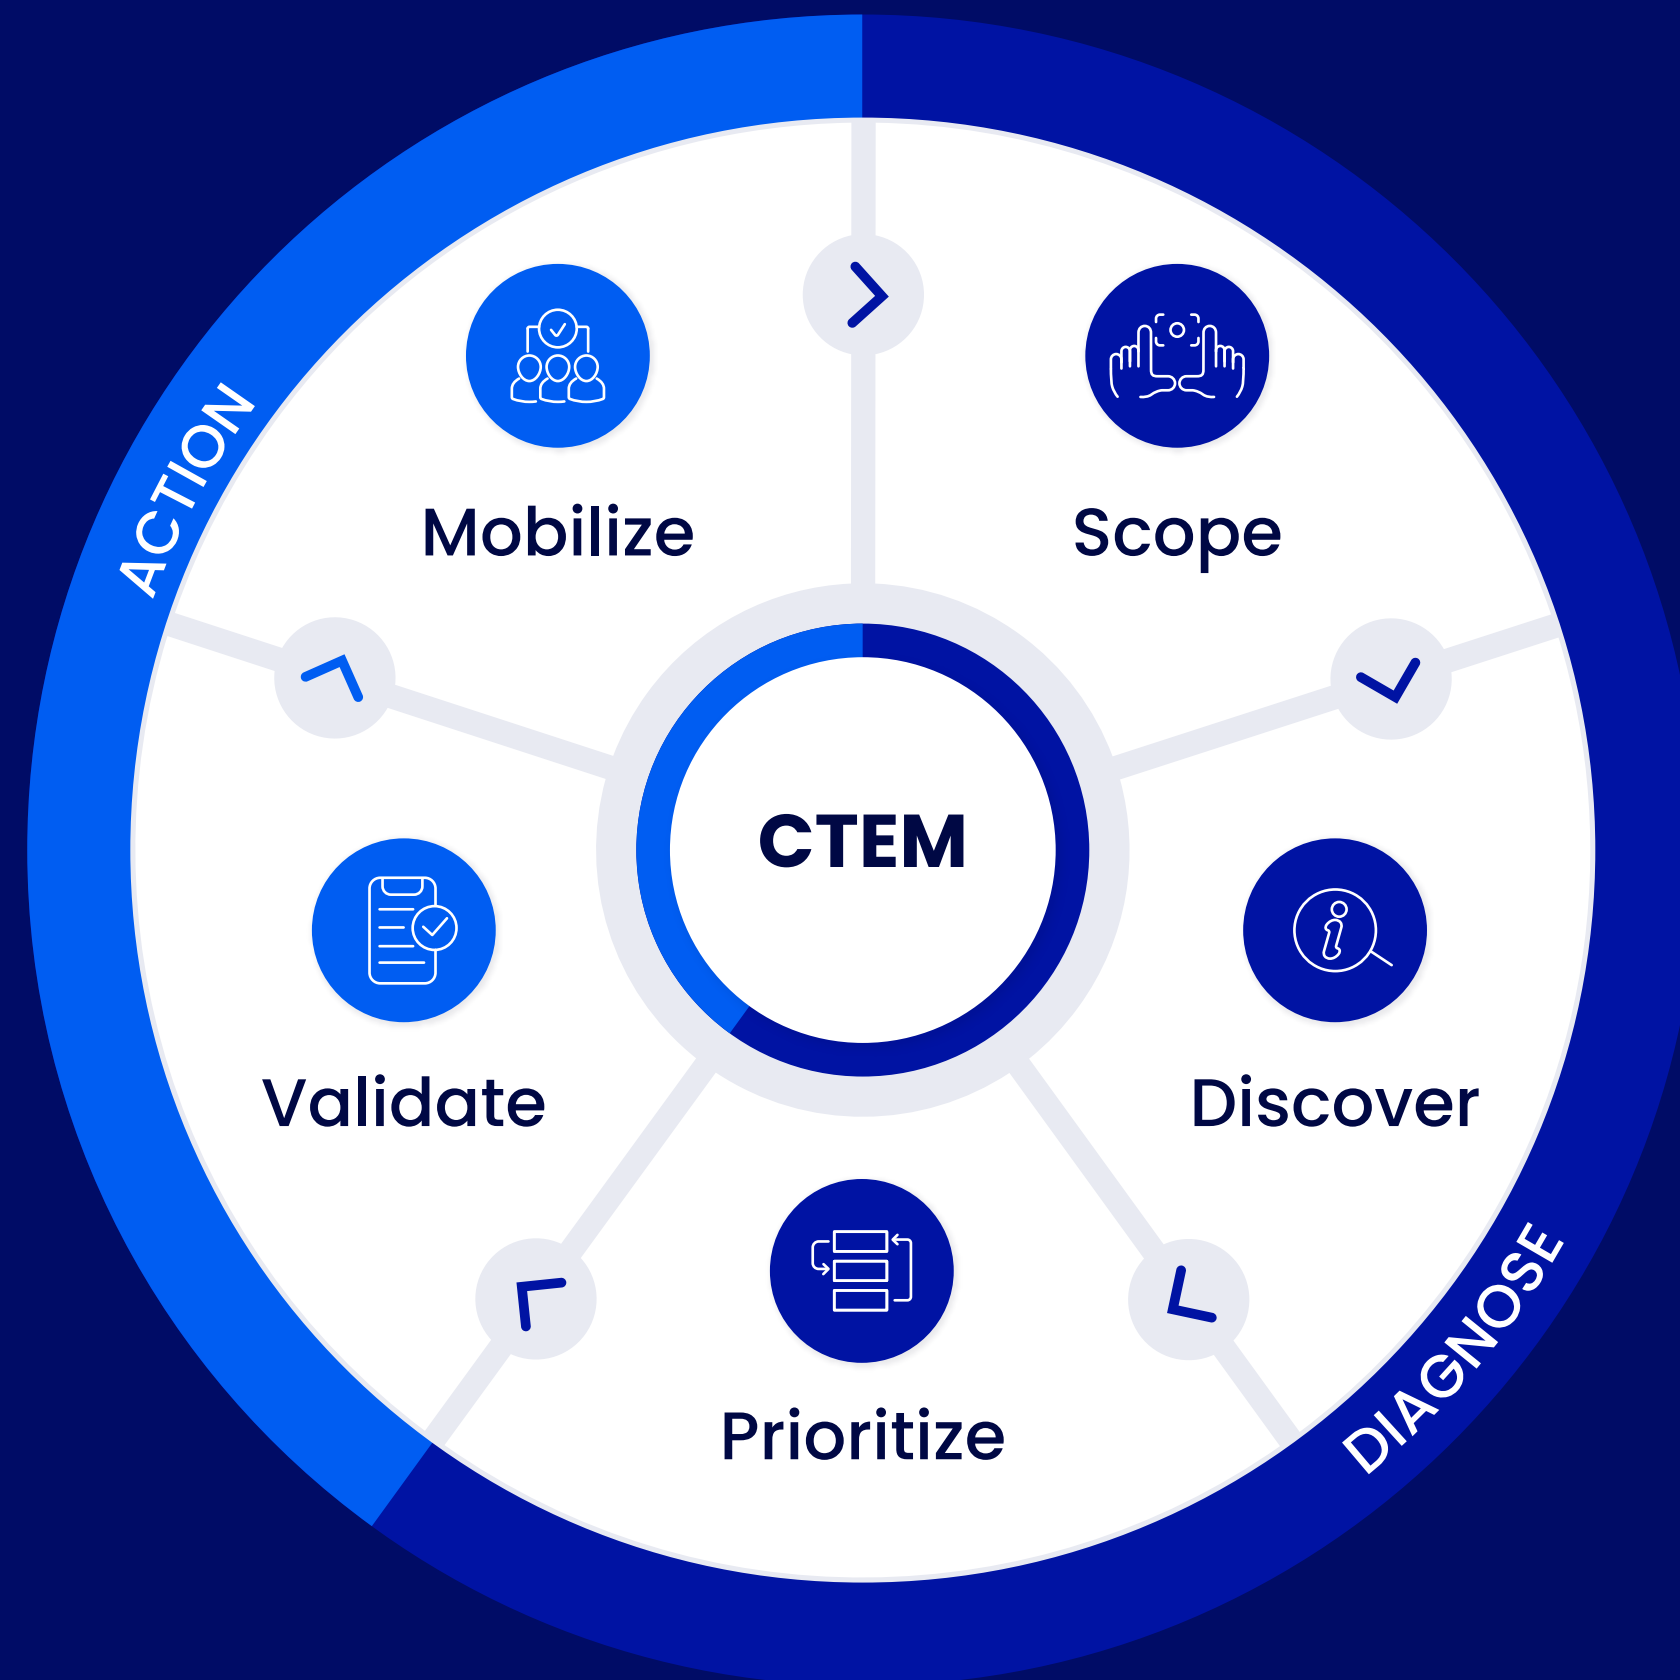 ACTION
Mobilize
Scope
CTEM
Validate
Discover
Prioritize
DIAGNOSE